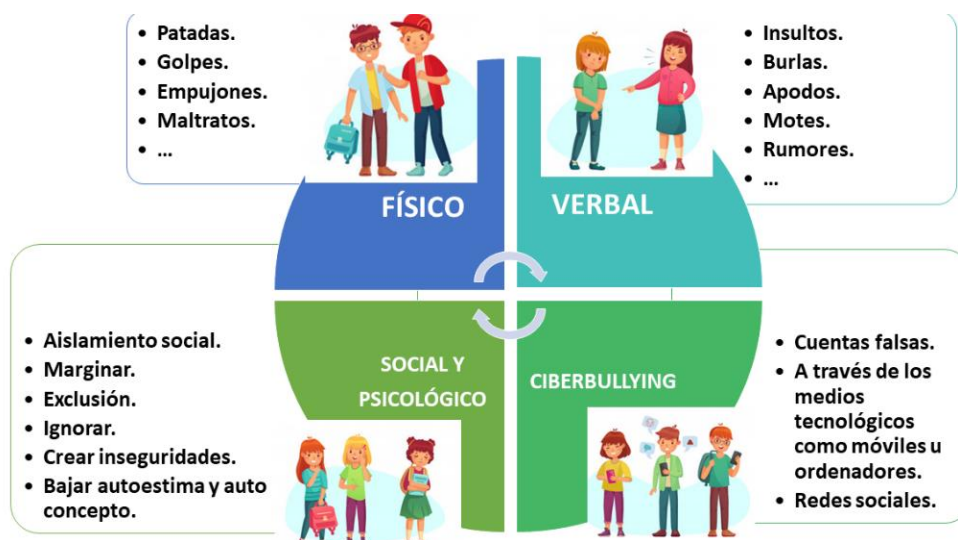 • Patadas.
• Golpes.
• Empujones.
• Maltratos.
• ...
FÍSICO
• Insultos.
• Burlas.
• Apodos.
• Motes.
• Rumores.
• ...
VERBAL
• Aislamiento social.
• Marginar.
• Exclusión.
• Ignorar.
• Crear inseguridades.
• Bajar autoestima y auto
concepto.
SOCIAL Y
PSICOLÓGICO
CIBERBULLYING
• Cuentas falsas.
• A través de los
medios
tecnológicos
como móviles u
ordenadores.
• Redes sociales.